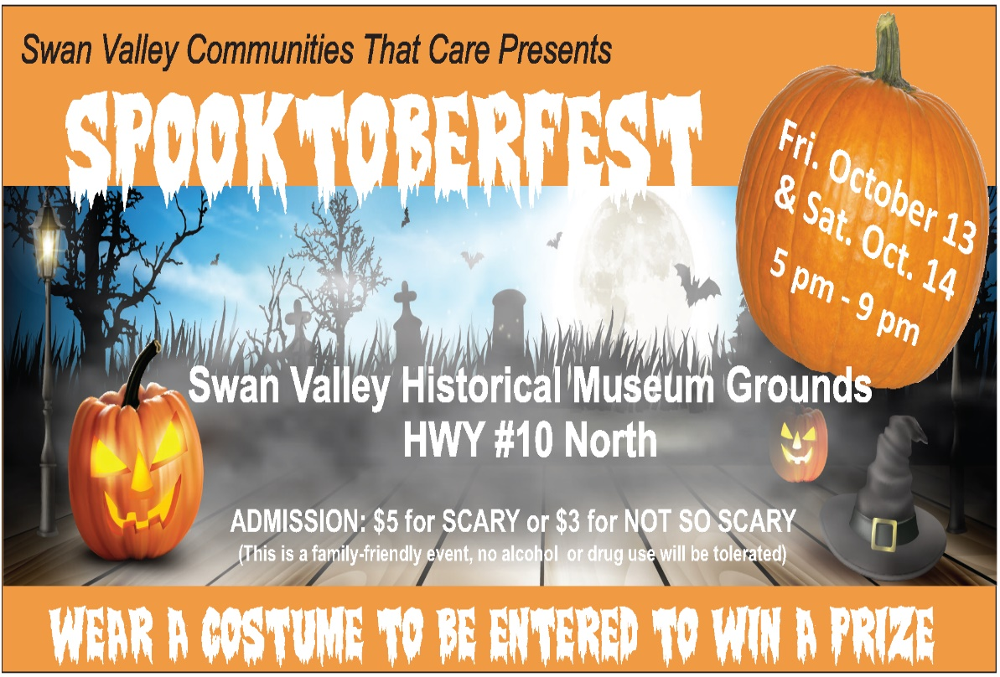 Swan Valley Communities That Care Presents
SPOOKTOBERFEST
Fri. October 13
& Sat. Oct. 14
5 pm - 9 pm
Swan Valley Historical Museum Grounds
HWY #10 North
ADMISSION: $5 for SCARY or $3 for NOT SO SCARY
(This is a family-friendly event, no alcohol or drug use will be tolerated)
WEAR A COSTUME TO BE ENTERED TO WIN A PRIZE